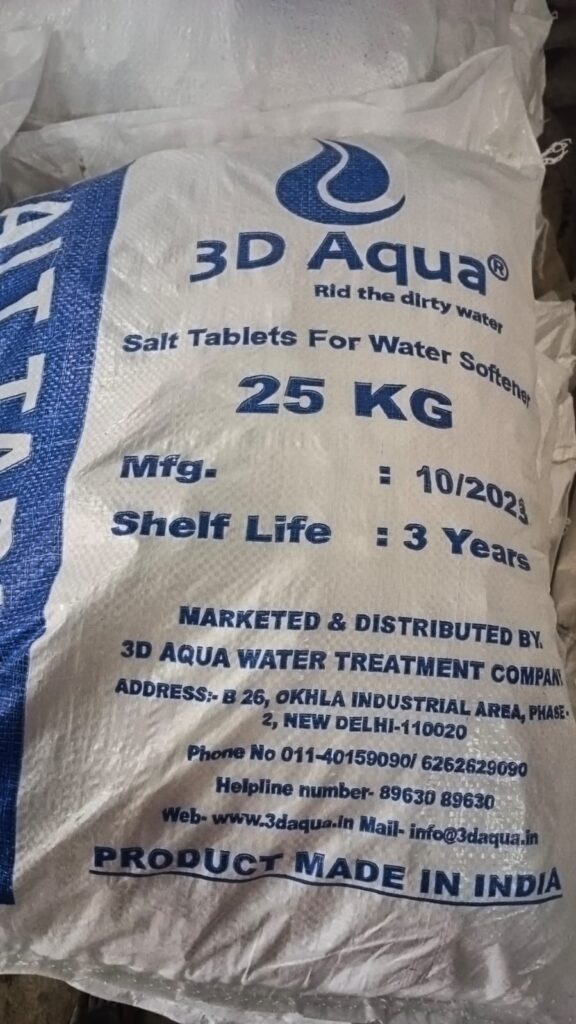 3D Aqua®
Rid the dirty water
Salt Tablets For Water Softener
25 KG
Mfg. : 10/2023
Shelf Life : 3 Years
MARKETED & DISTRIBUTED BY.
3D AQUA WATER TREATMENT COMPANY
ADDRESS:- B 26, OKHLA INDUSTRIAL AREA, PHASE-
2, NEW DELHI-110020
Phone No 011-40159090/ 6262629090
Helpline number- 89630 89630
Web- www.3daqua.in Mail- info@3daqua.in
PRODUCT MADE IN INDIA